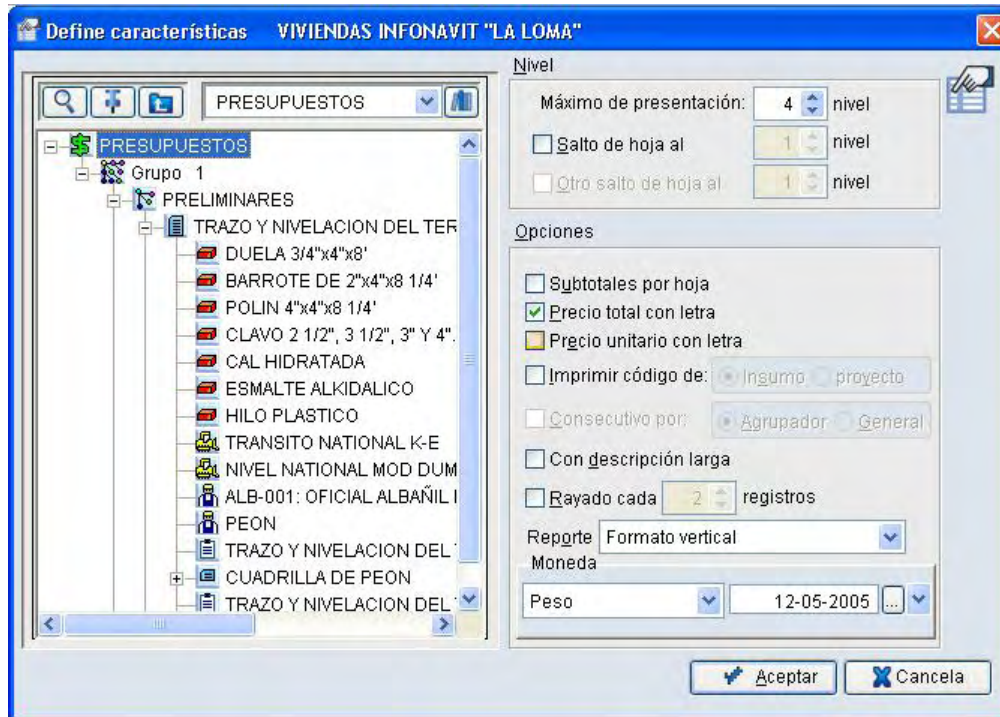 Define características VIVIENDAS INFONAVIT "LA LOMA"
PRESUPUESTOS
PRESUPUESTOS
Grupo 1
PRELIMINARES
TRAZO Y NIVELACION DEL TER
DUELA 3/4"x4"x8'
BARROTE DE 2"x4"x8 1/4'
POLIN 4"x4"x8 1/4'
CLAVO 2 1/2", 3 1/2", 3" Y 4".
CAL HIDRATADA
ESMALTE ALKIDALICO
HILO PLASTICO
TRANSITO NATIONAL K-E
NIVEL NATIONAL MOD DUM
ALB-001: OFICIAL ALBAÑIL I
PEON
TRAZO Y NIVELACION DEL
CUADRILLA DE PEON
TRAZO Y NIVELACION DEL
Nivel
Máximo de presentación: 4 nivel
Salto de hoja al 1 nivel
Otro salto de hoja al 1 nivel
Opciones
Subtotales por hoja
Precio total con letra
Precio unitario con letra
Imprimir código de: Insumo proyecto
Consecutivo por: Agrupador General
Con descripción larga
Rayado cada 2 registros
Reporte Formato vertical
Moneda
Peso 12-05-2005 ...
Aceptar Cancela